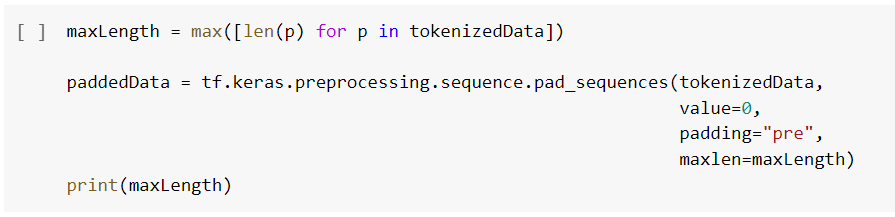 [ ] maxLength = max([len(p) for p in tokenizedData])
paddedData = tf.keras.preprocessing.sequence.pad_sequences(tokenizedData,
value=0,
padding="pre",
maxlen=maxLength)
print(maxLength)